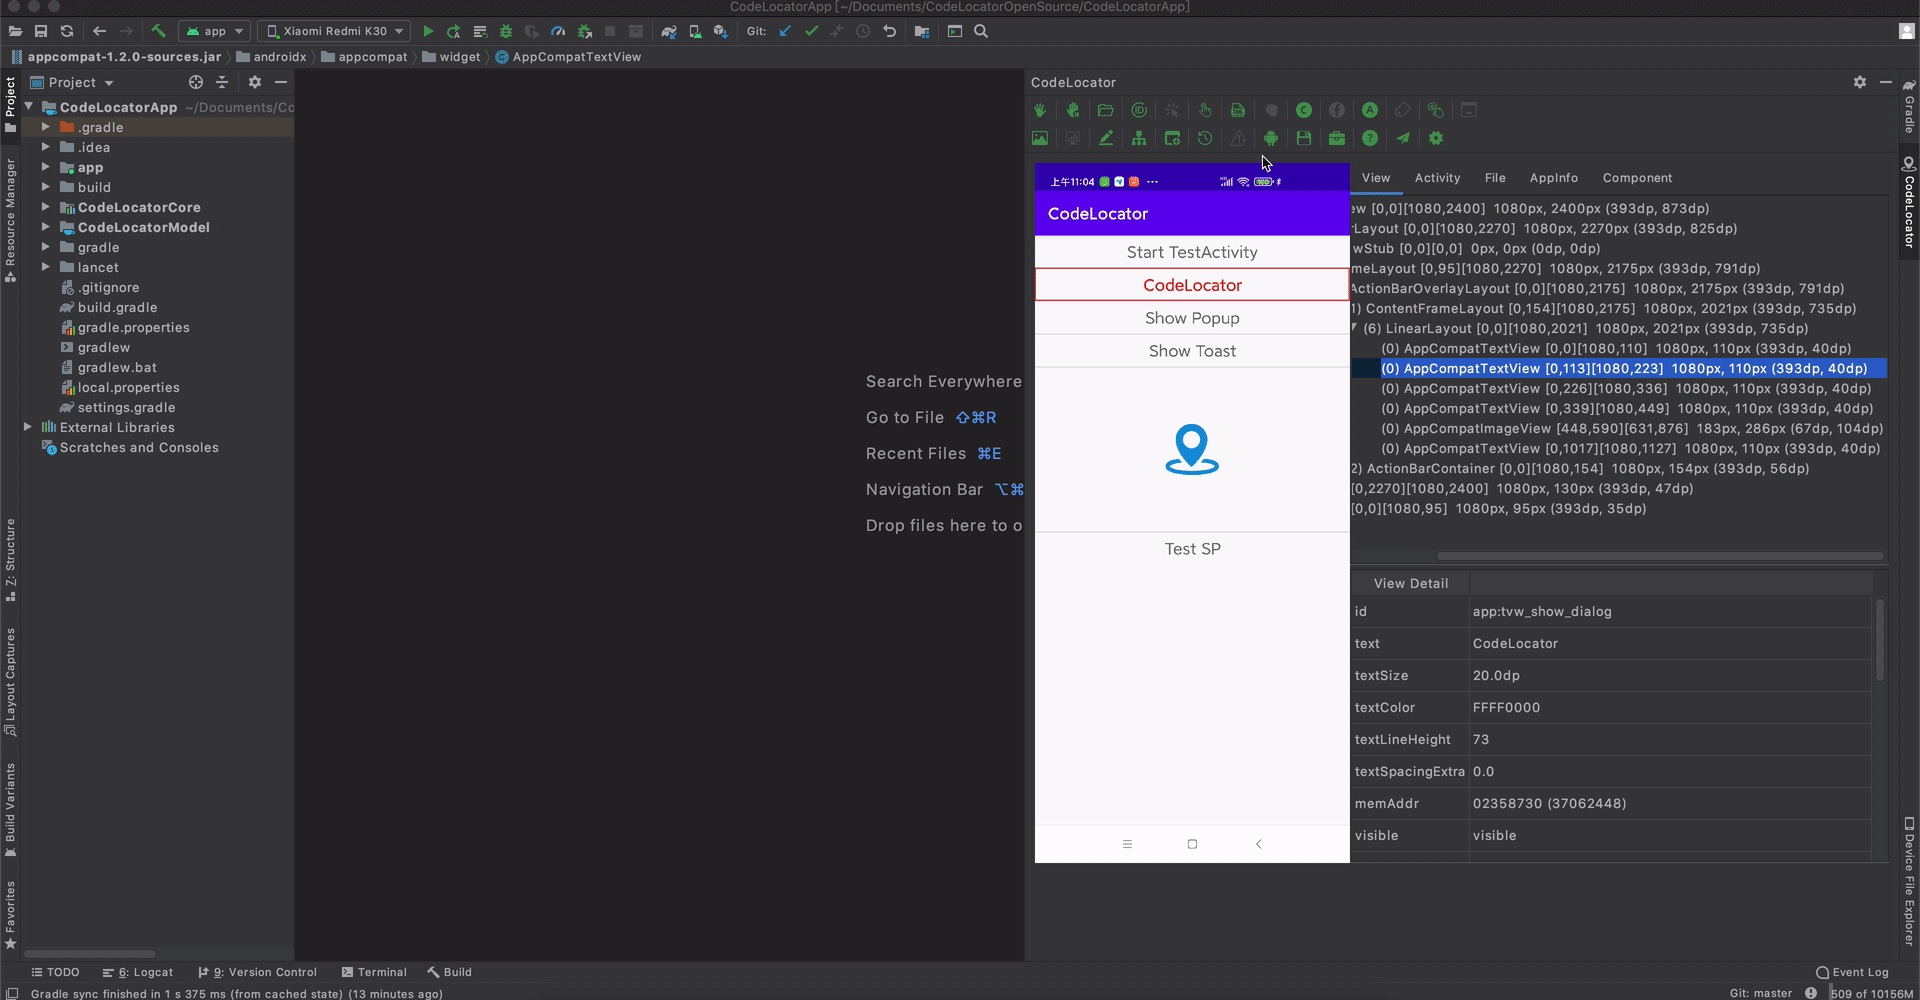 CodeLocatorApp [~/Documents/CodeLocatorOpenSource/CodeLocatorApp]
app
Xiaomi Redmi K30
Git:
appcompat-1.2.0-sources.jar
androidx
appcompat
widget
AppCompatTextView
Project
Resource Manager
Z: Structure
Layout Captures
Build Variants
Favorites
Project
CodeLocatorApp ~/Documents/Co
.gradle
.idea
app
build
CodeLocatorCore
CodeLocatorModel
gradle
lancet
.gitignore
build.gradle
gradle.properties
gradlew
gradlew.bat
local.properties
settings.gradle
External Libraries
Scratches and Consoles
Search Everywhere
Go to File ⇧⌘R
Recent Files ⌘E
Navigation Bar ⌥⌘
Drop files here to o
CodeLocator
上午11:04
CodeLocator
Start TestActivity
CodeLocator
Show Popup
Show Toast
Test SP
View
Activity
File
AppInfo
Component
ew [0,0][1080,2400] 1080px, 2400px (393dp, 873dp)
rLayout [0,0][1080,2270] 1080px, 2270px (393dp, 825dp)
wStub [0,0][0,0] 0px, 0px (0dp, 0dp)
meLayout [0,95][1080,2270] 1080px, 2175px (393dp, 791dp)
ActionBarOverlayLayout [0,0][1080,2175] 1080px, 2175px (393dp, 791dp)
1) ContentFrameLayout [0,154][1080,2175] 1080px, 2021px (393dp, 735dp)
(6) LinearLayout [0,0][1080,2021] 1080px, 2021px (393dp, 735dp)
(0) AppCompatTextView [0,0][1080,110] 1080px, 110px (393dp, 40dp)
(0) AppCompatTextView [0,113][1080,223] 1080px, 110px (393dp, 40dp)
(0) AppCompatTextView [0,226][1080,336] 1080px, 110px (393dp, 40dp)
(0) AppCompatTextView [0,339][1080,449] 1080px, 110px (393dp, 40dp)
(0) AppCompatImageView [448,590][631,876] 183px, 286px (67dp, 104dp)
(0) AppCompatTextView [0,1017][1080,1127] 1080px, 110px (393dp, 40dp)
2) ActionBarContainer [0,0][1080,154] 1080px, 154px (393dp, 56dp)
[0,2270][1080,2400] 1080px, 130px (393dp, 47dp)
[0,0][1080,95] 1080px, 95px (393dp, 35dp)
View Detail
id app:tvw_show_dialog
text CodeLocator
textSize 20.0dp
textColor FFFF0000
textLineHeight 73
textSpacingExtra 0.0
memAddr 02358730 (37062448)
visible visible
Gradle
CodeLocator
Device File Explorer
TODO
6: Logcat
9: Version Control
Terminal
Build
Event Log
Gradle sync finished in 1 s 375 ms (from cached state) (13 minutes ago)
Git: master
509 of 10156M